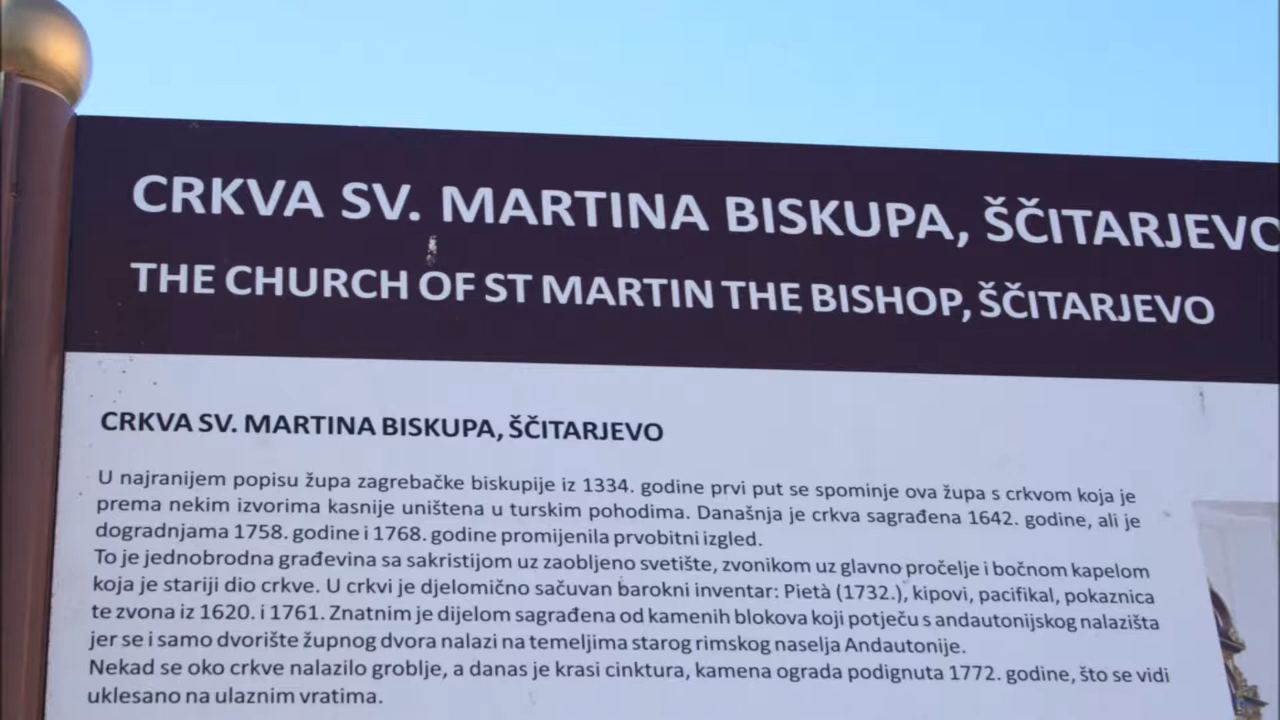 CRKVA SV. MARTINA BISKUPA, ŠČITARJEVO
THE CHURCH OF ST MARTIN THE BISHOP, ŠČITARJEVO
CRKVA SV. MARTINA BISKUPA, ŠČITARJEVO
U najranijem popisu župa zagrebačke biskupije iz 1334. godine prvi put se spominje ova župa s crkvom koja je
prema nekim izvorima kasnije uništena u turskim pohodima. Današnja je crkva sagrađena 1642. godine, ali je
dogradnjama 1758. godine i 1768. godine promijenila prvobitni izgled.
To je jednobrodna građevina sa sakristijom uz zaobljeno svetište, zvonikom uz glavno pročelje i bočnom kapelom
koja je stariji dio crkve. U crkvi je djelomično sačuvan barokni inventar: Pietà (1732.), kipovi, pacifikal, pokaznica
te zvona iz 1620. i 1761. Znatnim je dijelom sagrađena od kamenih blokova koji potječu s andautonijskog nalazišta
jer se i samo dvorište župnog dvora nalazi na temeljima starog rimskog naselja Andautonije.
Nekad se oko crkve nalazilo groblje, a danas je krasi cinktura, kamena ograda podignuta 1772. godine, što se vidi
uklesano na ulaznim vratima.